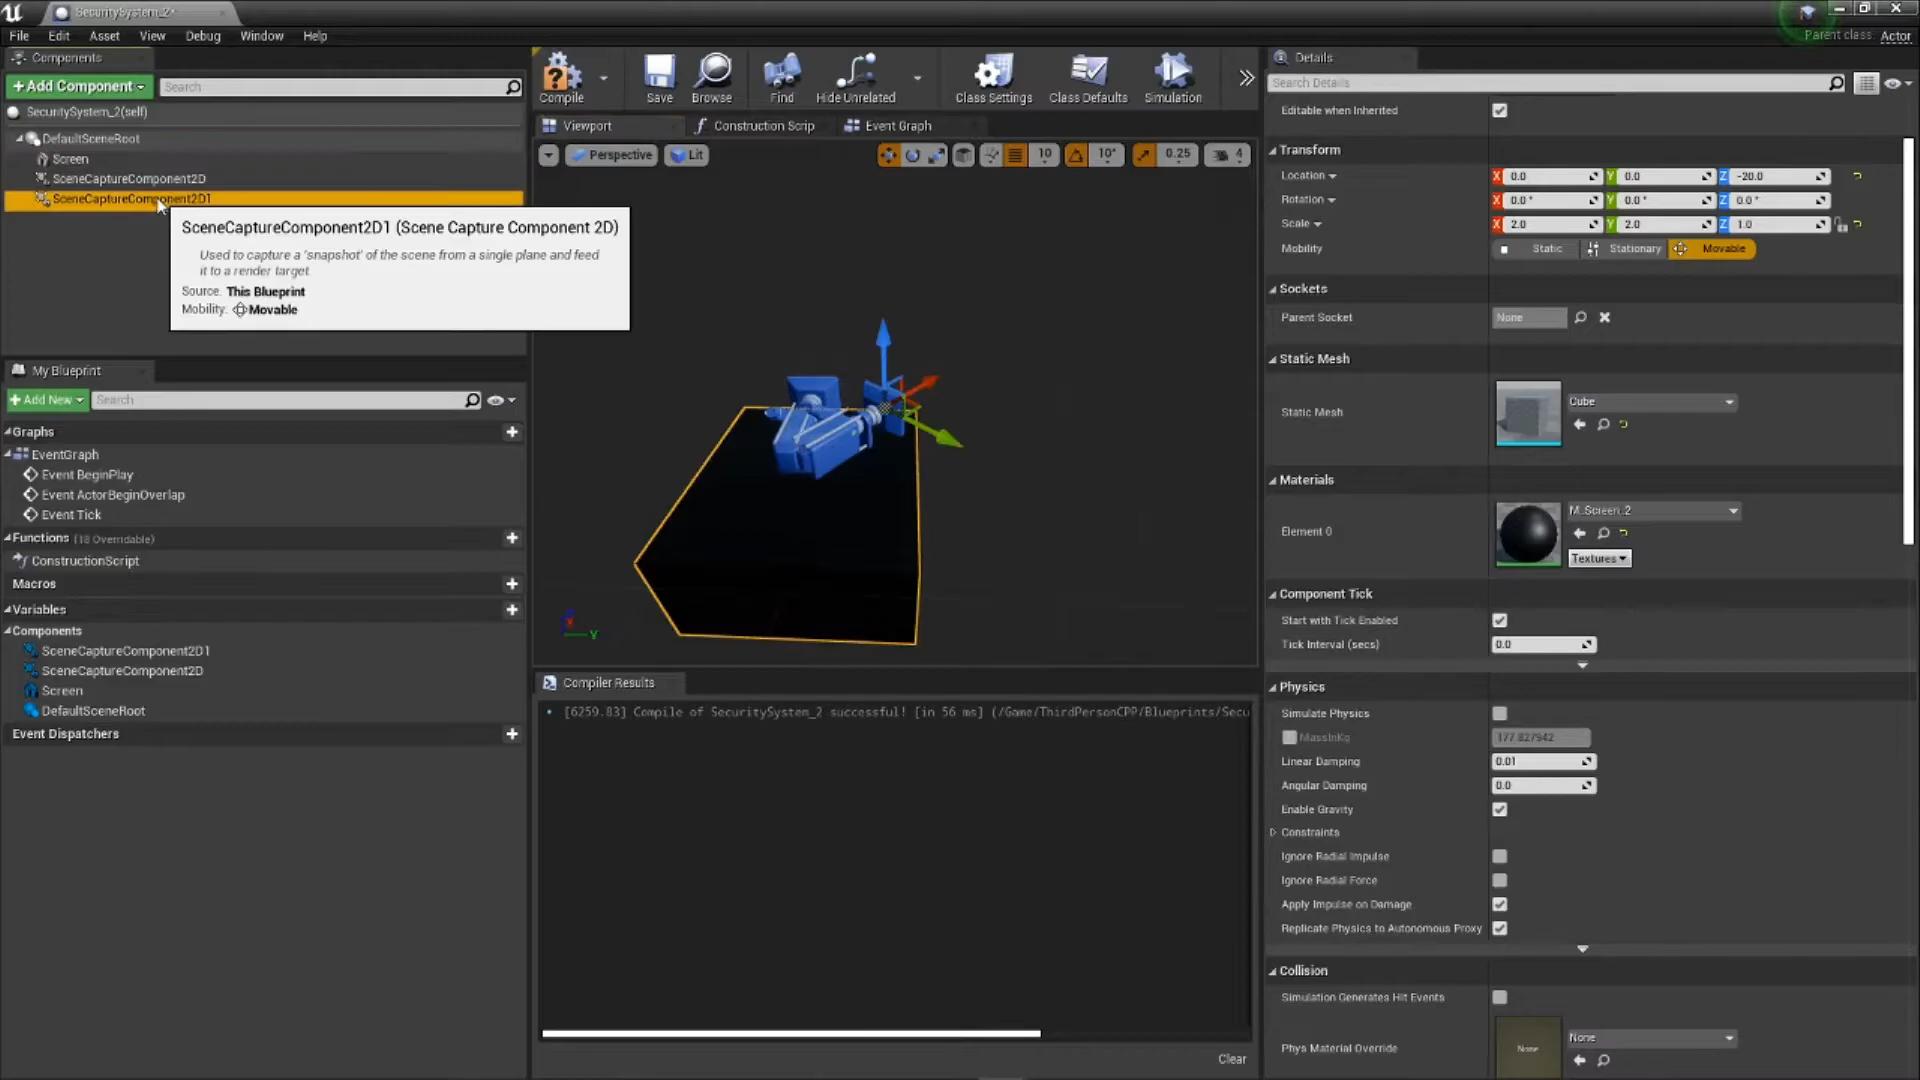 SecuritySystem_2*
File Edit Asset View Debug Window Help
Parent class: Actor
Components
+Add Component
Search
SecuritySystem_2(self)
DefaultSceneRoot
Screen
SceneCaptureComponent2D
SceneCaptureComponent2D1
SceneCaptureComponent2D1 (Scene Capture Component 2D)
Used to capture a 'snapshot' of the scene from a single plane and feed
it to a render target
Source: This Blueprint
Mobility: Movable
My Blueprint
+Add New
Search
Graphs
EventGraph
Event BeginPlay
Event ActorBeginOverlap
Event Tick
Functions (18 Overridable)
ConstructionScript
Macros
Variables
Components
SceneCaptureComponent2D1
SceneCaptureComponent2D
Screen
DefaultSceneRoot
Event Dispatchers
Compile Save Browse Find Hide Unrelated Class Settings Class Defaults Simulation
Viewport Construction Scrip Event Graph
Perspective Lit 10 10° 0.25 4
Y
Compiler Results
[6259.83] Compile of SecuritySystem_2 successful! [in 56 ms] (/Game/ThirdPersonCPP/Blueprints/Secu
Clear
Details
Search Details
Editable when Inherited
Transform
Location X 0.0 Y 0.0 Z -20.0
Rotation X 0.0° Y 0.0° Z 0.0°
Scale X 2.0 Y 2.0 Z 1.0
Mobility Static Stationary Movable
Sockets
Parent Socket None
Static Mesh
Static Mesh Cube
Materials
Element 0 M_Screen_2
Textures
Component Tick
Start with Tick Enabled
Tick Interval (secs) 0.0
Physics
Simulate Physics
MassInKg 177.827942
Linear Damping 0.01
Angular Damping 0.0
Enable Gravity
Constraints
Ignore Radial Impulse
Ignore Radial Force
Apply Impulse on Damage
Replicate Physics to Autonomous Proxy
Collision
Simulation Generates Hit Events
Phys Material Override None None